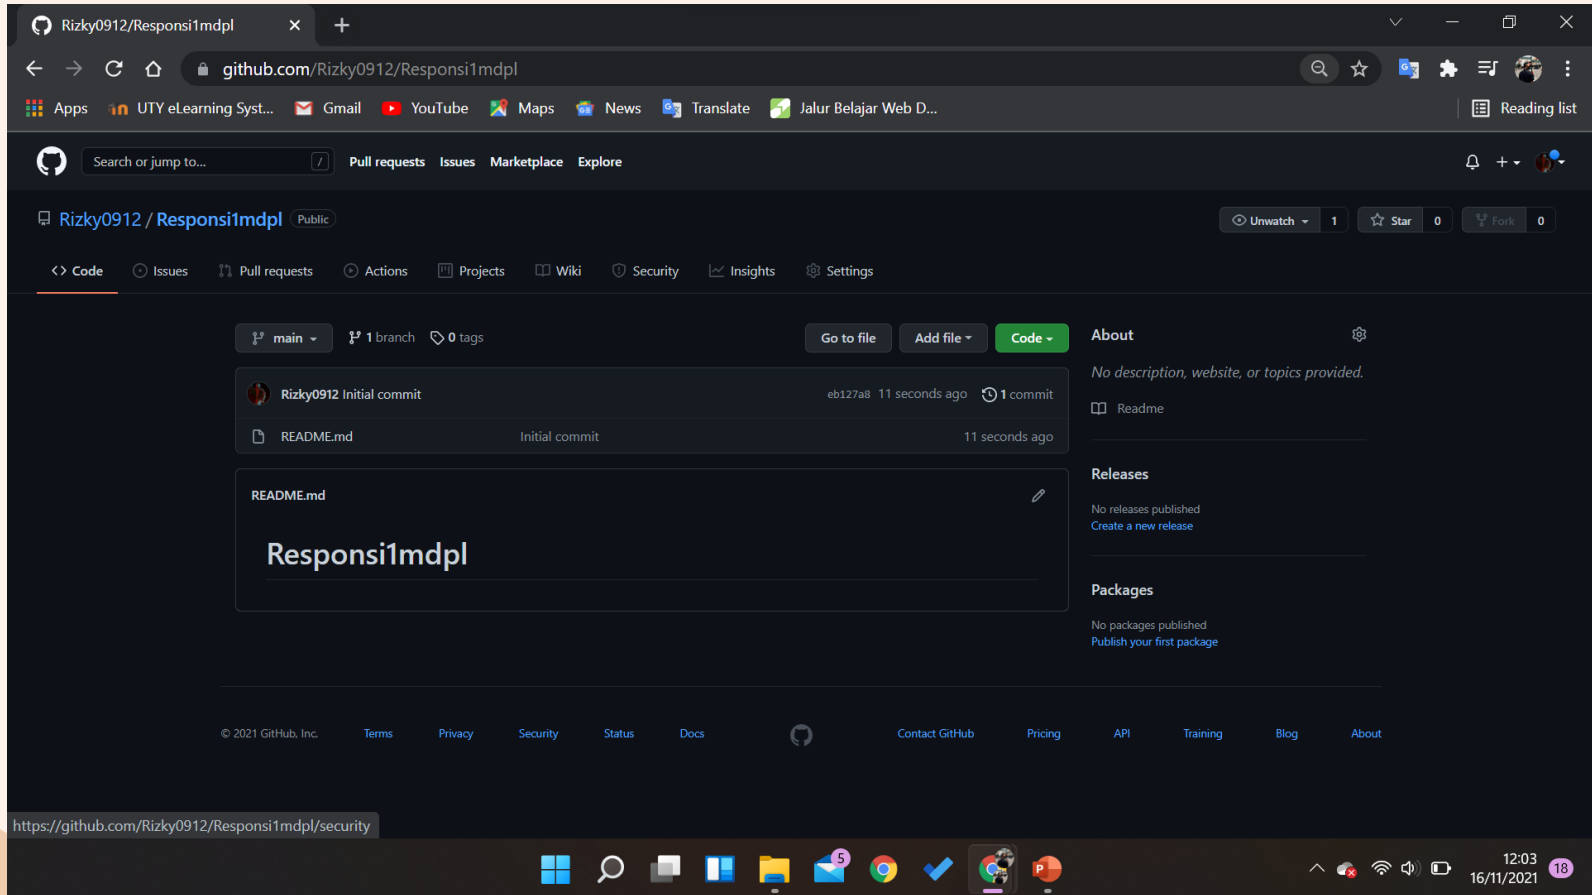 Rizky0912/Responsi1mdpl
github.com/Rizky0912/Responsi1mdpl
Apps UTY eLearning Syst... Gmail YouTube Maps News Translate Jalur Belajar Web D... Reading list
Search or jump to... / Pull requests Issues Marketplace Explore
Rizky0912 / Responsi1mdpl Public Unwatch 1 Star 0 Fork 0
<> Code Issues Pull requests Actions Projects Wiki Security Insights Settings
main 1 branch 0 tags Go to file Add file Code
Rizky0912 Initial commit eb127a8 11 seconds ago 1 commit
README.md Initial commit 11 seconds ago
README.md
Responsi1mdpl
About
No description, website, or topics provided.
Readme
Releases
No releases published
Create a new release
Packages
No packages published
Publish your first package
© 2021 GitHub, Inc. Terms Privacy Security Status Docs Contact GitHub Pricing API Training Blog About
https://github.com/Rizky0912/Responsi1mdpl/security
5
12:03
16/11/2021
18